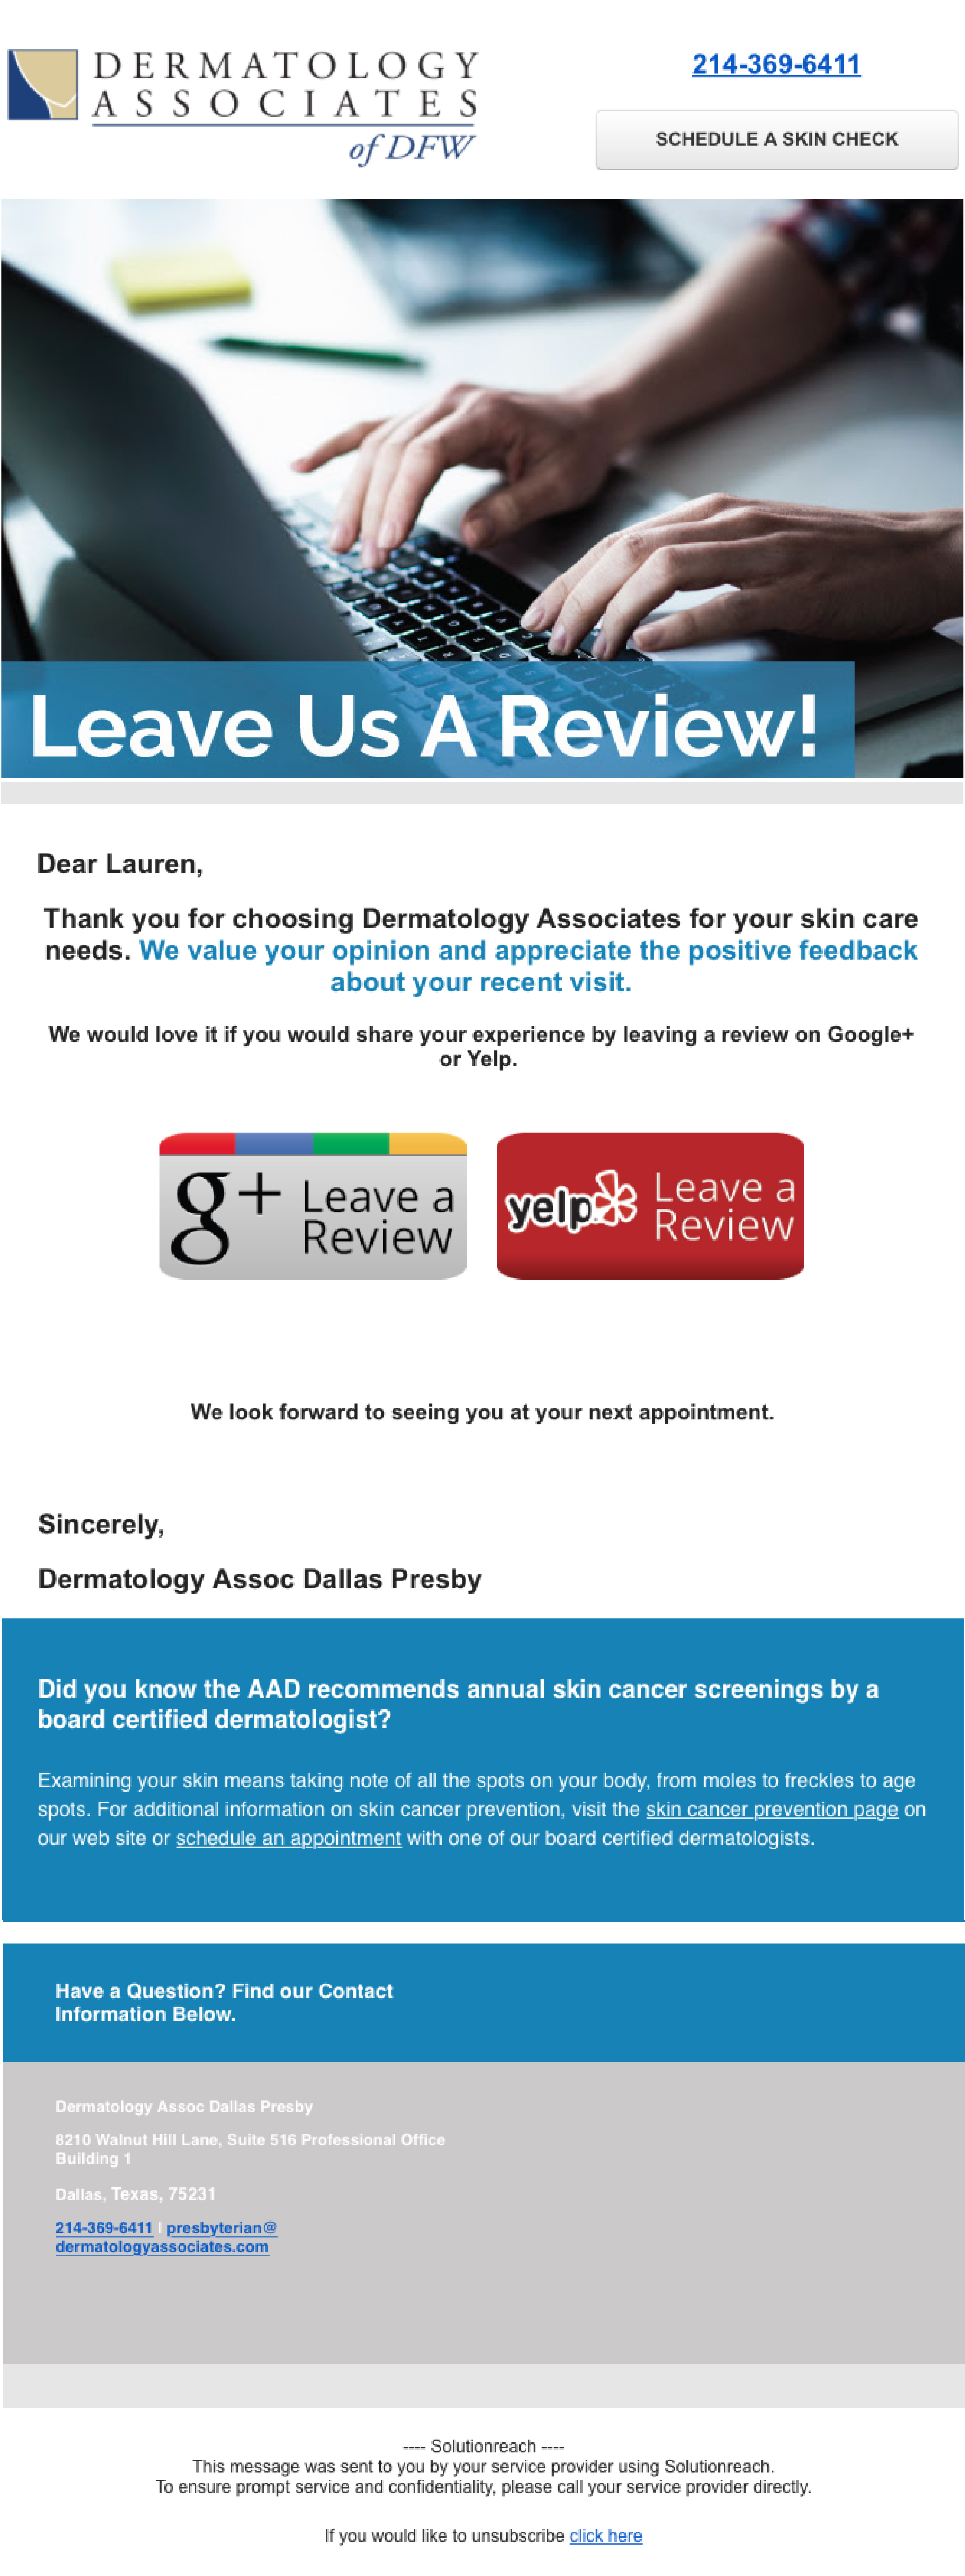 DERMATOLOGY
ASSOCIATES
of DFW
214-369-6411
SCHEDULE A SKIN CHECK
Leave Us A Review!
Dear Lauren,
Thank you for choosing Dermatology Associates for your skin care
needs. We value your opinion and appreciate the positive feedback
about your recent visit.
We would love it if you would share your experience by leaving a review on Google+
or Yelp.
g+ Leave a
Review
yelp Leave a
Review
We look forward to seeing you at your next appointment.
Sincerely,
Dermatology Assoc Dallas Presby
Did you know the AAD recommends annual skin cancer screenings by a
board certified dermatologist?
Examining your skin means taking note of all the spots on your body, from moles to freckles to age
spots. For additional information on skin cancer prevention, visit the skin cancer prevention page on
our web site or schedule an appointment with one of our board certified dermatologists.
Have a Question? Find our Contact
Information Below.
Dermatology Assoc Dallas Presby
8210 Walnut Hill Lane, Suite 516 Professional Office
Building 1
Dallas, Texas, 75231
214-369-6411 | presbyterian@
dermatologyassociates.com
---- Solutionreach ----
This message was sent to you by your service provider using Solutionreach.
To ensure prompt service and confidentiality, please call your service provider directly.
If you would like to unsubscribe click here